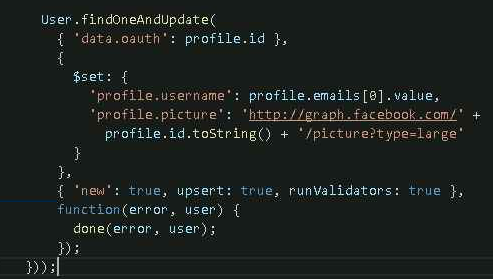 User.findOneAndUpdate(
{ 'data.oauth': profile.id },
{
$set: {
'profile.username': profile.emails[0].value,
'profile.picture': 'http://graph.facebook.com/' +
profile.id.toString() + '/picture?type=large'
}
},
{ 'new': true, upsert: true, runValidators: true },
function(error, user) {
done(error, user);
});
}));